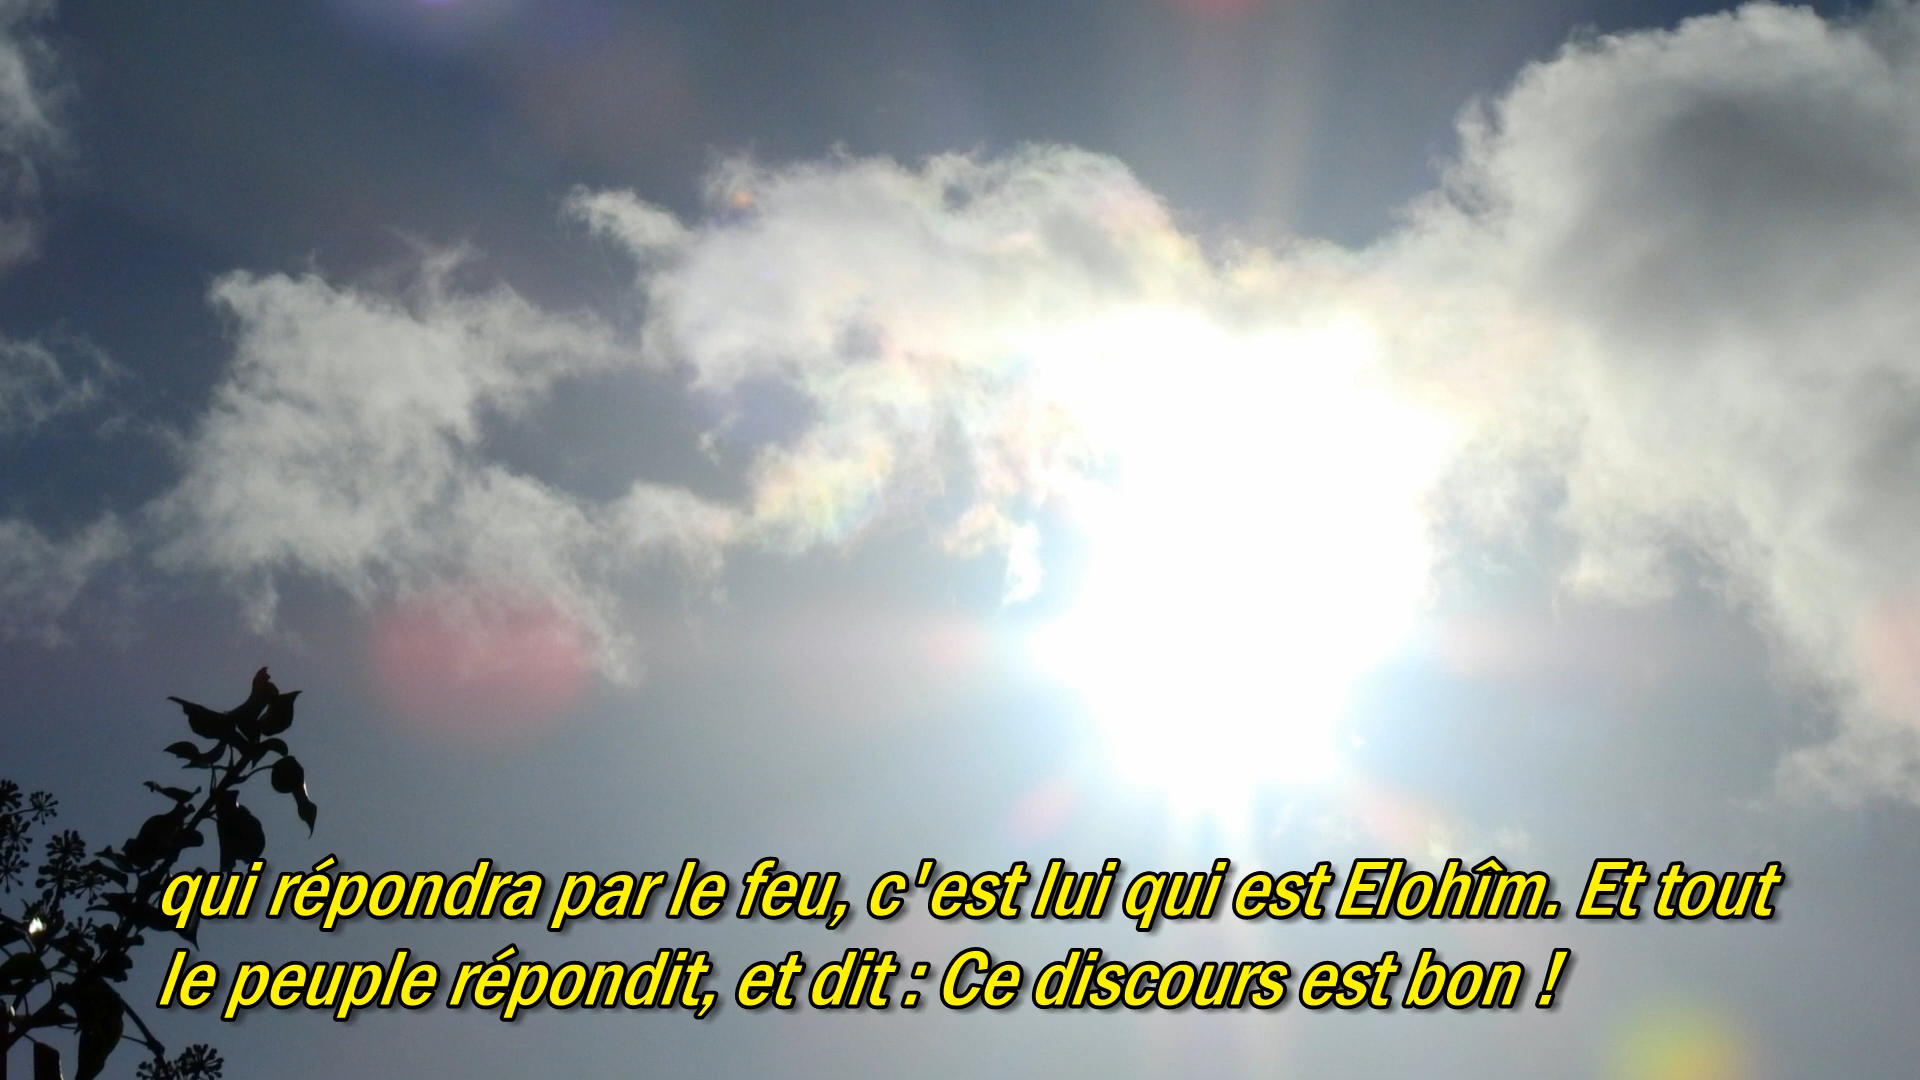 qui répondra par le feu, c'est lui qui est Elohîm. Et tout
le peuple répondit, et dit : Ce discours est bon !